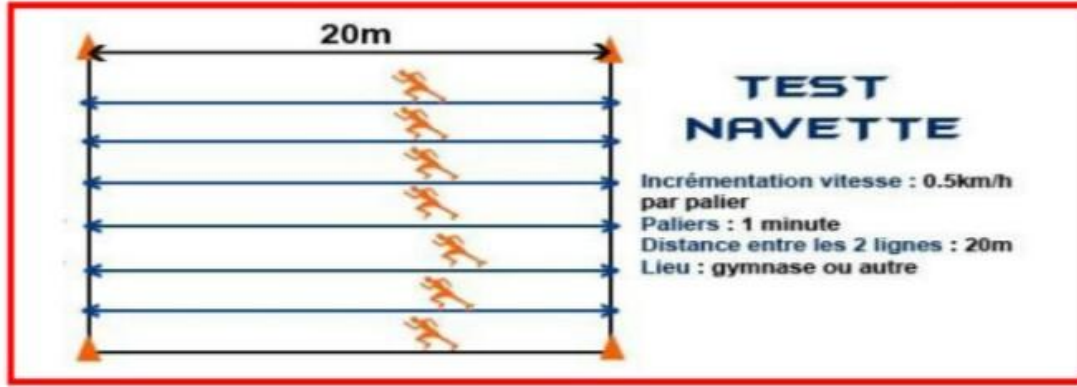 20m
TEST
NAVETTE
Incrémentation vitesse : 0.5km/h
par palier
Paliers : 1 minute
Distance entre les 2 lignes : 20m
Lieu : gymnase ou autre